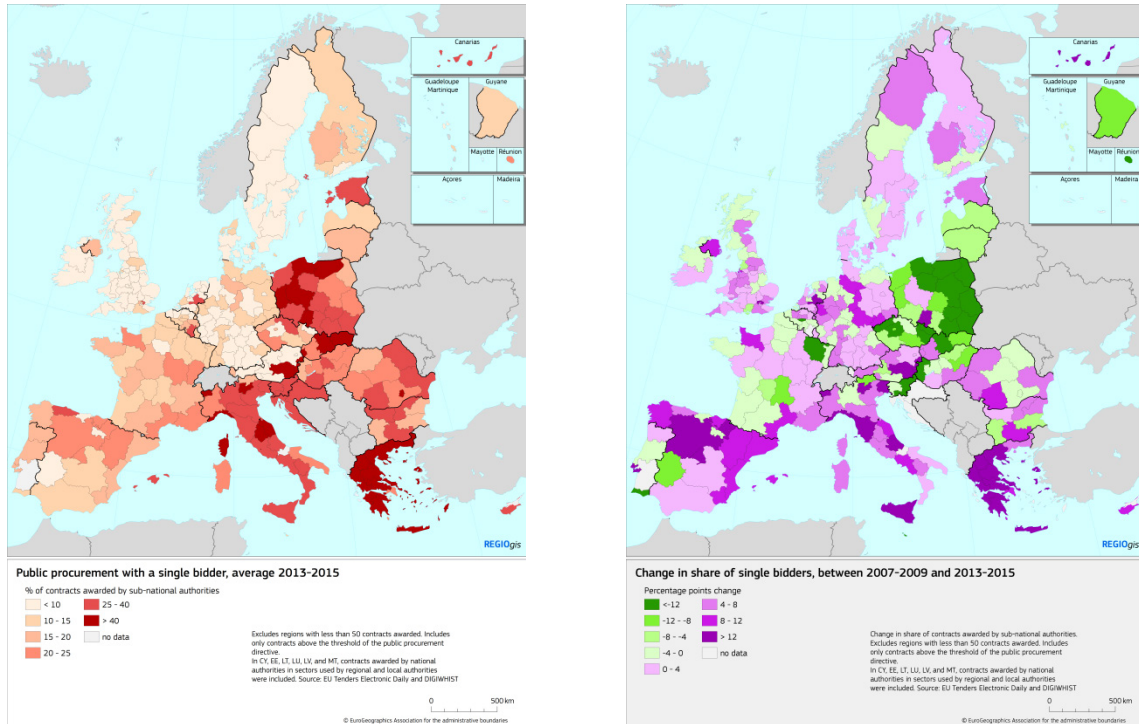 Canarias
Guadeloupe
Martinique
Guyane
Mayotte
Réunion
Açores
Madeira
REGIOgis
Public procurement with a single bidder, average 2013-2015
% of contracts awarded by sub-national authorities
< 10
10 - 15
15 - 20
20 - 25
25 - 40
> 40
no data
Excludes regions with less than 50 contracts awarded. Includes
only contracts above the threshold of the public procurement
directive.
In CY, EE, LT, LU, LV, and MT, contracts awarded by national
authorities in sectors used by regional and local authorities
were included. Source: EU Tenders Electronic Daily and DIGIWHIST
0 500 km
© EuroGeographics Association for the administrative boundaries
Canarias
Guadeloupe
Martinique
Guyane
Mayotte
Réunion
Açores
Madeira
REGIOgis
Change in share of single bidders, between 2007-2009 and 2013-2015
Percentage points change
<-12
-12 - -8
-8 - -4
-4 - 0
0 - 4
4 - 8
8 - 12
> 12
no data
Change in share of contracts awarded by sub-national authorities.
Excludes regions with less than 50 contracts awarded. Includes
only contracts above the threshold of the public procurement
directive.
In CY, EE, LT, LU, LV, and MT, contracts awarded by national
authorities in sectors used by regional and local authorities
were included. Source: EU Tenders Electronic Daily and DIGIWHIST
0 500 km
© EuroGeographics Association for the administrative boundaries